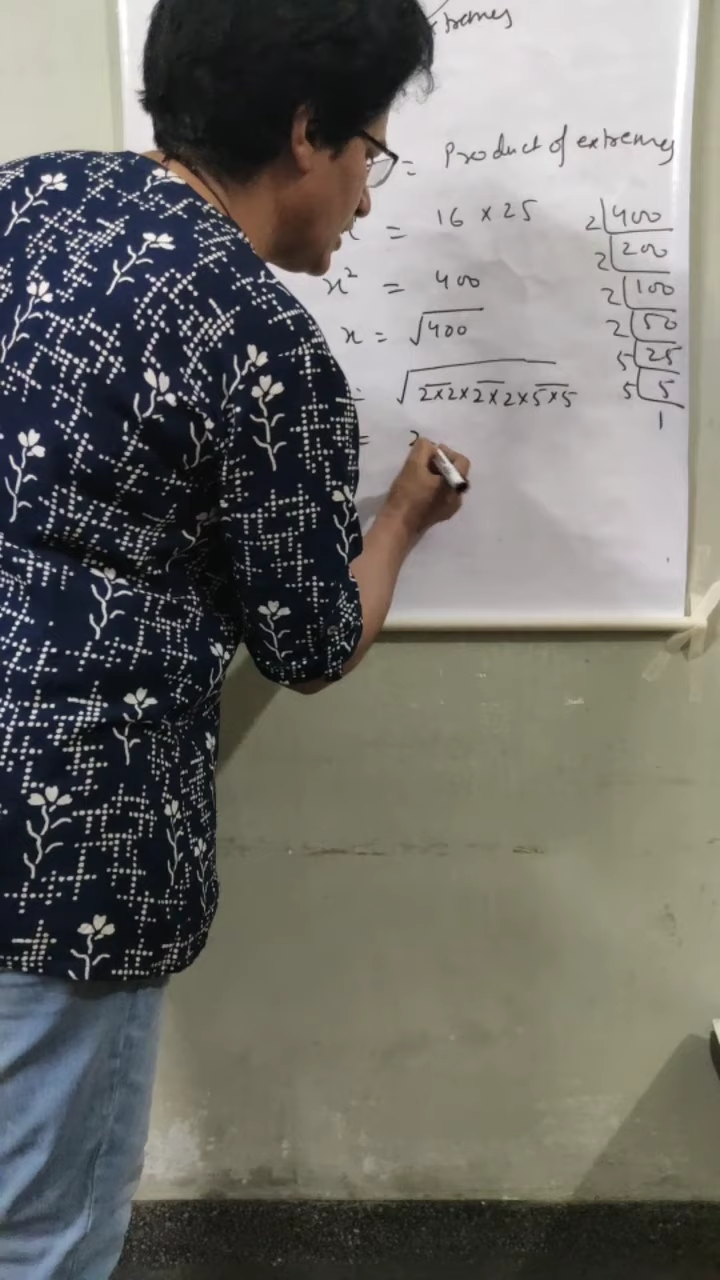 = Product of extremes
= 16 × 25
x² = 400
x = √400
= √2×2×2×2×5×5
= 2
2 400
2 200
2 100
2 50
5 25
5 5
1